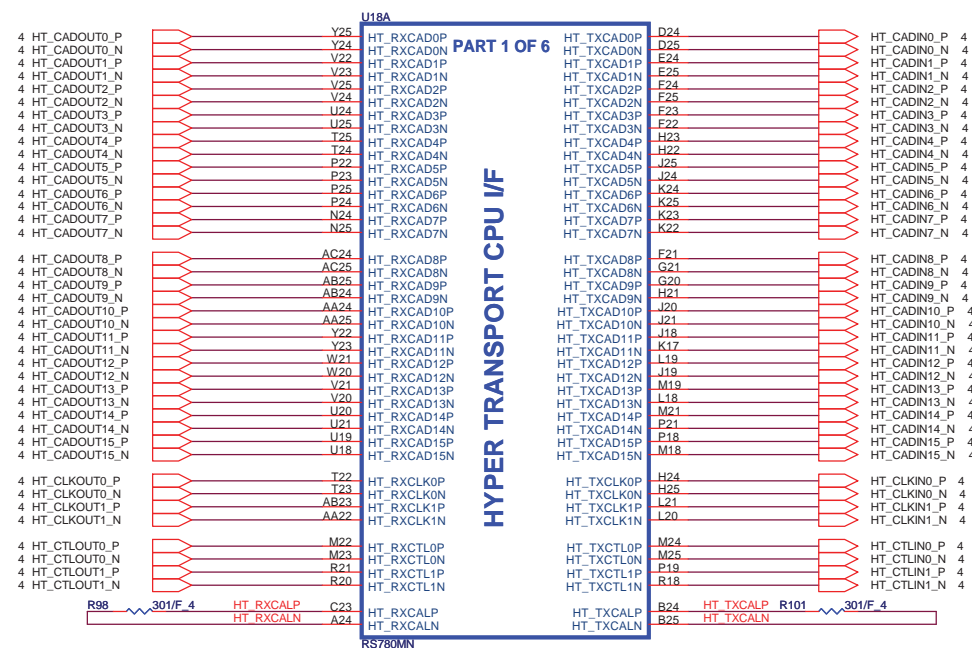 U18A
4 HT_CADOUT0_P Y25 HT_RXCAD0P PART 1 OF 6 HT_TXCAD0P D24 HT_CADIN0_P 4
4 HT_CADOUT0_N Y24 HT_RXCAD0N HT_TXCAD0N D25 HT_CADIN0_N 4
4 HT_CADOUT1_P V22 HT_RXCAD1P HT_TXCAD1P E24 HT_CADIN1_P 4
4 HT_CADOUT1_N V23 HT_RXCAD1N HT_TXCAD1N E25 HT_CADIN1_N 4
4 HT_CADOUT2_P V25 HT_RXCAD2P HT_TXCAD2P F24 HT_CADIN2_P 4
4 HT_CADOUT2_N V24 HT_RXCAD2N HT_TXCAD2N F25 HT_CADIN2_N 4
4 HT_CADOUT3_P U24 HT_RXCAD3P HT_TXCAD3P F23 HT_CADIN3_P 4
4 HT_CADOUT3_N U25 HT_RXCAD3N HT_TXCAD3N F22 HT_CADIN3_N 4
4 HT_CADOUT4_P T25 HT_RXCAD4P HT_TXCAD4P H23 HT_CADIN4_P 4
4 HT_CADOUT4_N T24 HT_RXCAD4N HT_TXCAD4N H22 HT_CADIN4_N 4
4 HT_CADOUT5_P P22 HT_RXCAD5P HT_TXCAD5P J25 HT_CADIN5_P 4
4 HT_CADOUT5_N P23 HT_RXCAD5N HT_TXCAD5N J24 HT_CADIN5_N 4
4 HT_CADOUT6_P P25 HT_RXCAD6P HT_TXCAD6P K24 HT_CADIN6_P 4
4 HT_CADOUT6_N P24 HT_RXCAD6N HT_TXCAD6N K25 HT_CADIN6_N 4
4 HT_CADOUT7_P N24 HT_RXCAD7P HT_TXCAD7P K23 HT_CADIN7_P 4
4 HT_CADOUT7_N N25 HT_RXCAD7N HT_TXCAD7N K22 HT_CADIN7_N 4
HYPER TRANSPORT CPU I/F
4 HT_CADOUT8_P AC24 HT_RXCAD8P HT_TXCAD8P F21 HT_CADIN8_P 4
4 HT_CADOUT8_N AC25 HT_RXCAD8N HT_TXCAD8N G21 HT_CADIN8_N 4
4 HT_CADOUT9_P AB25 HT_RXCAD9P HT_TXCAD9P G20 HT_CADIN9_P 4
4 HT_CADOUT9_N AB24 HT_RXCAD9N HT_TXCAD9N H21 HT_CADIN9_N 4
4 HT_CADOUT10_P AA24 HT_RXCAD10P HT_TXCAD10P J20 HT_CADIN10_P 4
4 HT_CADOUT10_N AA25 HT_RXCAD10N HT_TXCAD10N J21 HT_CADIN10_N 4
4 HT_CADOUT11_P Y22 HT_RXCAD11P HT_TXCAD11P J18 HT_CADIN11_P 4
4 HT_CADOUT11_N Y23 HT_RXCAD11N HT_TXCAD11N K17 HT_CADIN11_N 4
4 HT_CADOUT12_P W21 HT_RXCAD12P HT_TXCAD12P L19 HT_CADIN12_P 4
4 HT_CADOUT12_N W20 HT_RXCAD12N HT_TXCAD12N J19 HT_CADIN12_N 4
4 HT_CADOUT13_P V21 HT_RXCAD13P HT_TXCAD13P M19 HT_CADIN13_P 4
4 HT_CADOUT13_N V20 HT_RXCAD13N HT_TXCAD13N L18 HT_CADIN13_N 4
4 HT_CADOUT14_P U20 HT_RXCAD14P HT_TXCAD14P M21 HT_CADIN14_P 4
4 HT_CADOUT14_N U21 HT_RXCAD14N HT_TXCAD14N P21 HT_CADIN14_N 4
4 HT_CADOUT15_P U19 HT_RXCAD15P HT_TXCAD15P P18 HT_CADIN15_P 4
4 HT_CADOUT15_N U18 HT_RXCAD15N HT_TXCAD15N M18 HT_CADIN15_N 4
4 HT_CLKOUT0_P T22 HT_RXCLK0P HT_TXCLK0P H24 HT_CLKIN0_P 4
4 HT_CLKOUT0_N T23 HT_RXCLK0N HT_TXCLK0N H25 HT_CLKIN0_N 4
4 HT_CLKOUT1_P AB23 HT_RXCLK1P HT_TXCLK1P L21 HT_CLKIN1_P 4
4 HT_CLKOUT1_N AA22 HT_RXCLK1N HT_TXCLK1N L20 HT_CLKIN1_N 4
4 HT_CTLOUT0_P M22 HT_RXCTL0P HT_TXCTL0P M24 HT_CTLIN0_P 4
4 HT_CTLOUT0_N M23 HT_RXCTL0N HT_TXCTL0N M25 HT_CTLIN0_N 4
4 HT_CTLOUT1_P R21 HT_RXCTL1P HT_TXCTL1P P19 HT_CTLIN1_P 4
4 HT_CTLOUT1_N R20 HT_RXCTL1N HT_TXCTL1N R18 HT_CTLIN1_N 4
R98 301/F_4 HT_RXCALP C23 HT_RXCALP HT_TXCALP B24 HT_TXCALP R101 301/F_4
HT_RXCALN A24 HT_RXCALN HT_TXCALN B25 HT_TXCALN
RS780MN